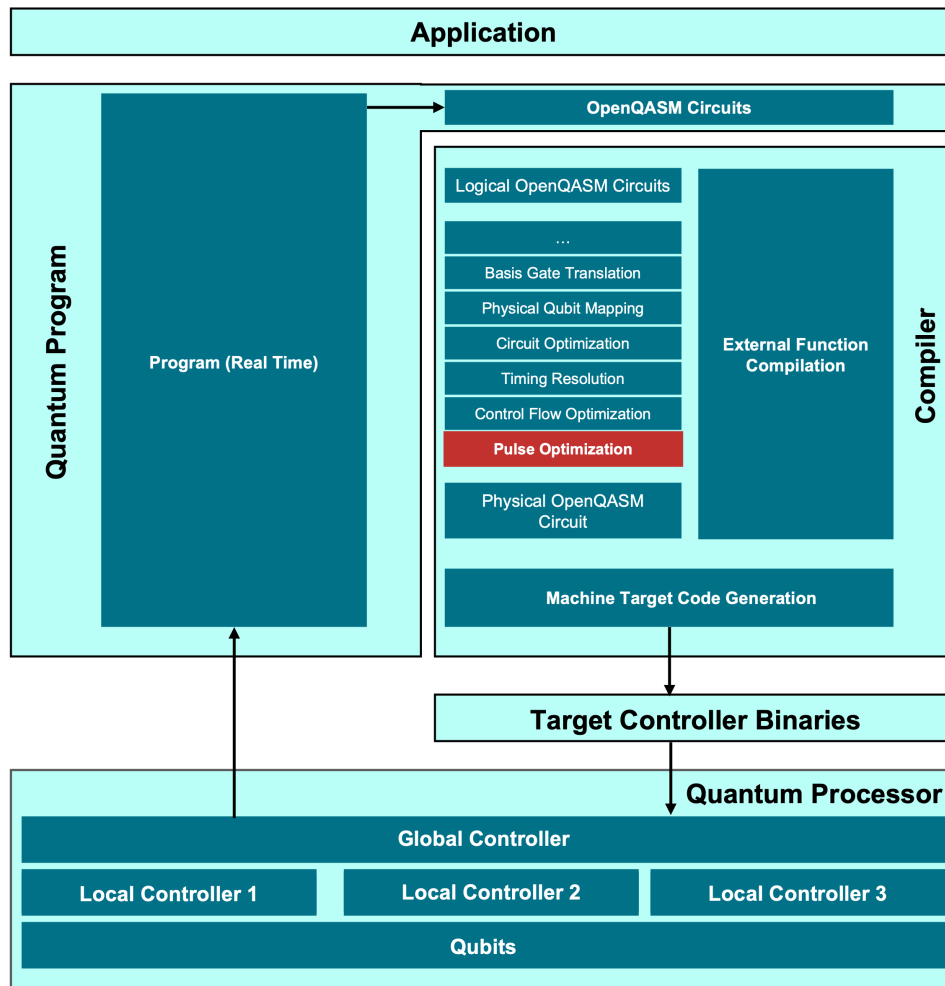 Application
Quantum Program
Program (Real Time)
OpenQASM Circuits
Logical OpenQASM Circuits
...
Basis Gate Translation
Physical Qubit Mapping
Circuit Optimization
Timing Resolution
Control Flow Optimization
Pulse Optimization
Physical OpenQASM
Circuit
External Function
Compilation
Compiler
Machine Target Code Generation
Target Controller Binaries
Quantum Processor
Global Controller
Local Controller 1
Local Controller 2
Local Controller 3
Qubits